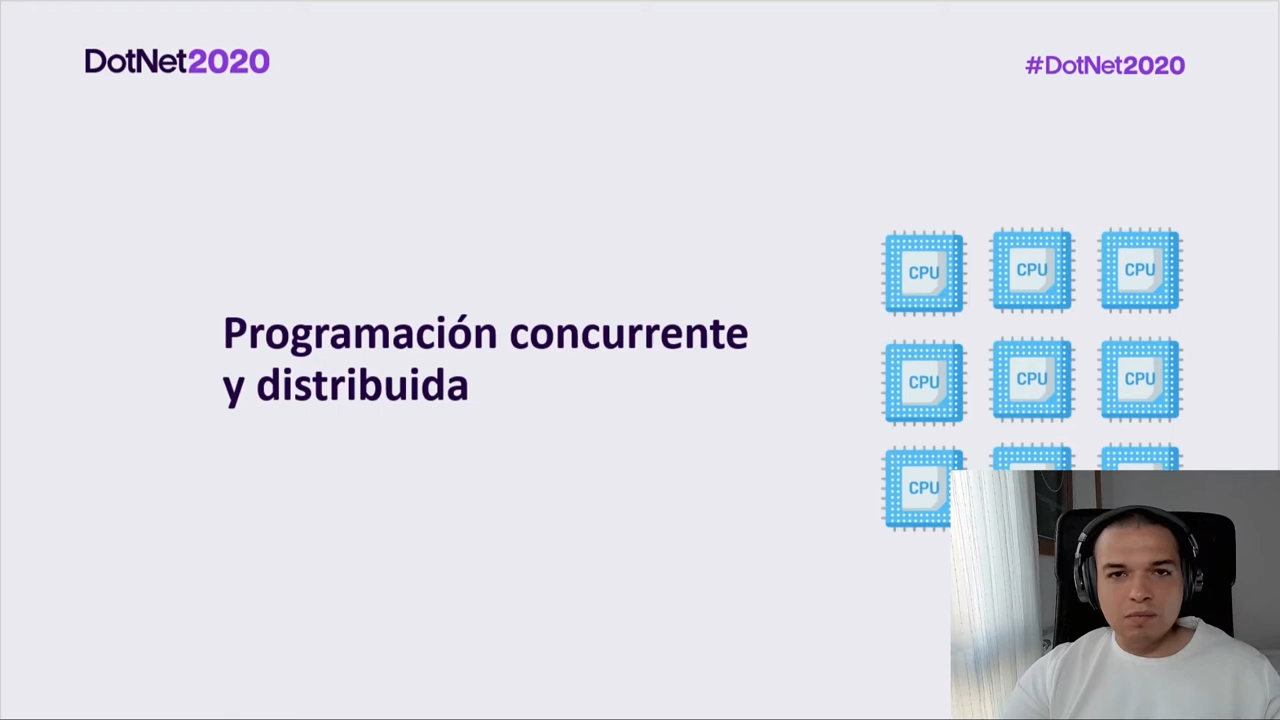 DotNet2020
#DotNet2020
CPU CPU CPU
Programación concurrente
y distribuida
CPU CPU CPU
CPU